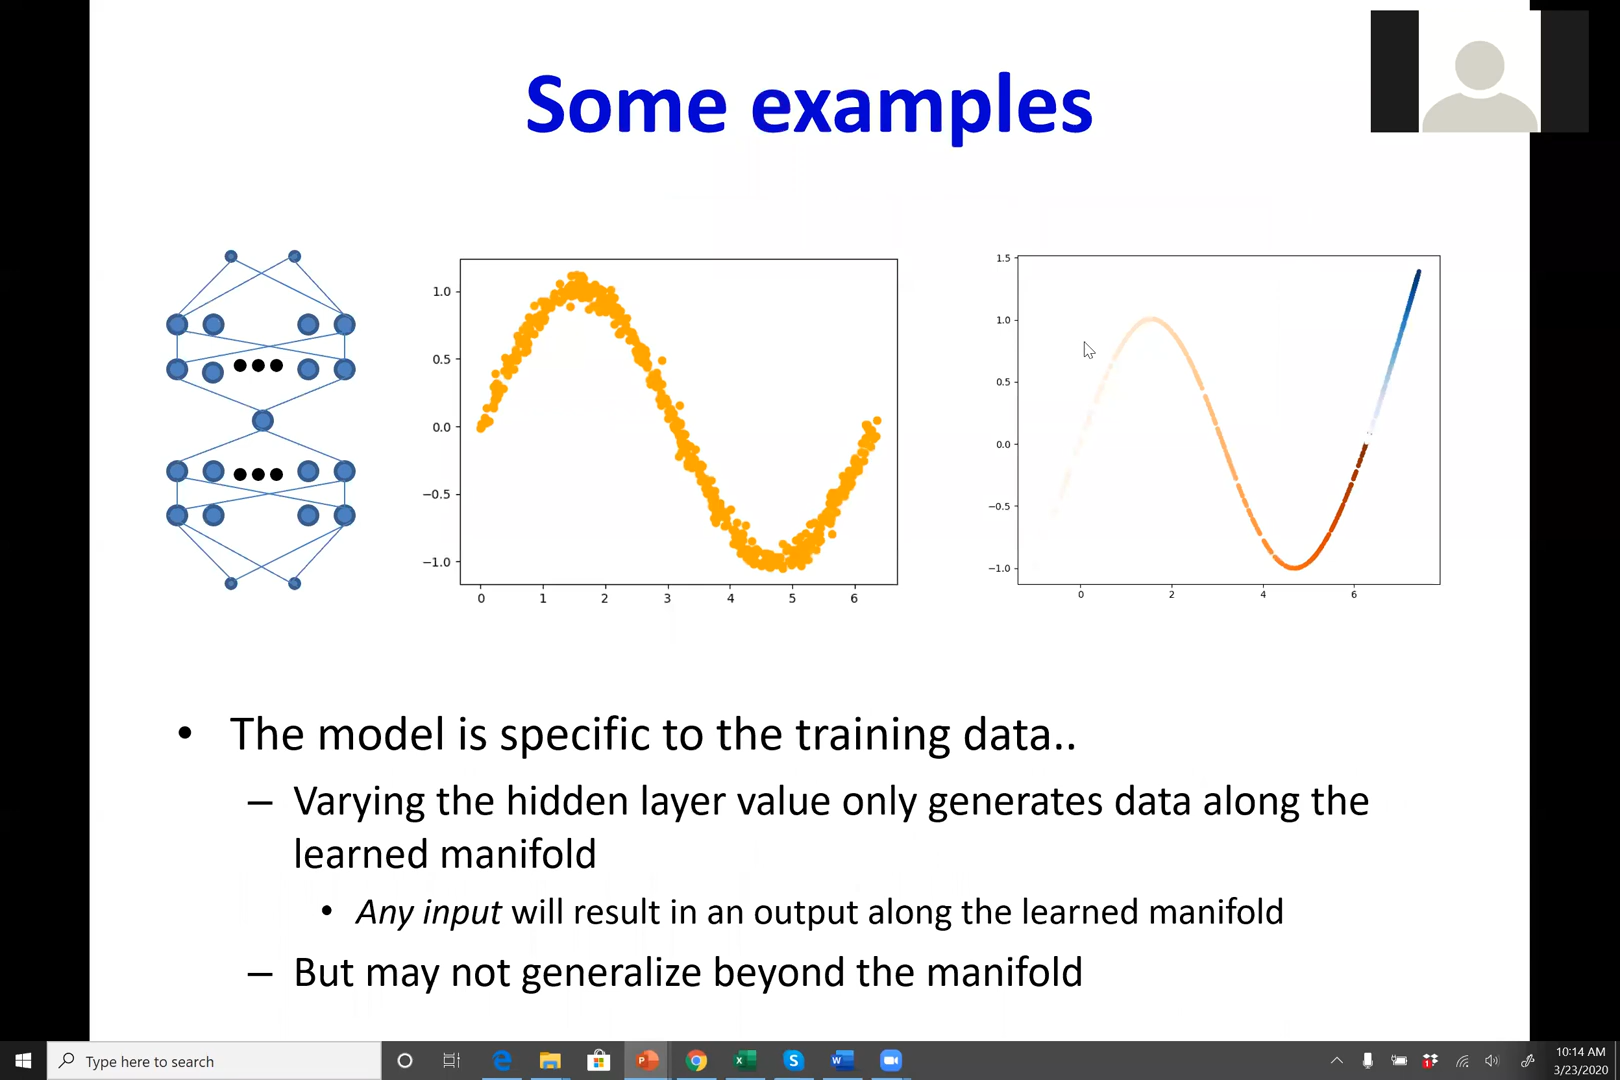 Some examples
1.0
0.5
0.0
−0.5
−1.0
0 1 2 3 4 5 6
1.5
1.0
0.5
0.0
−0.5
−1.0
0 2 4 6
• The model is specific to the training data..
– Varying the hidden layer value only generates data along the
learned manifold
• Any input will result in an output along the learned manifold
– But may not generalize beyond the manifold
Type here to search
10:14 AM
3/23/2020